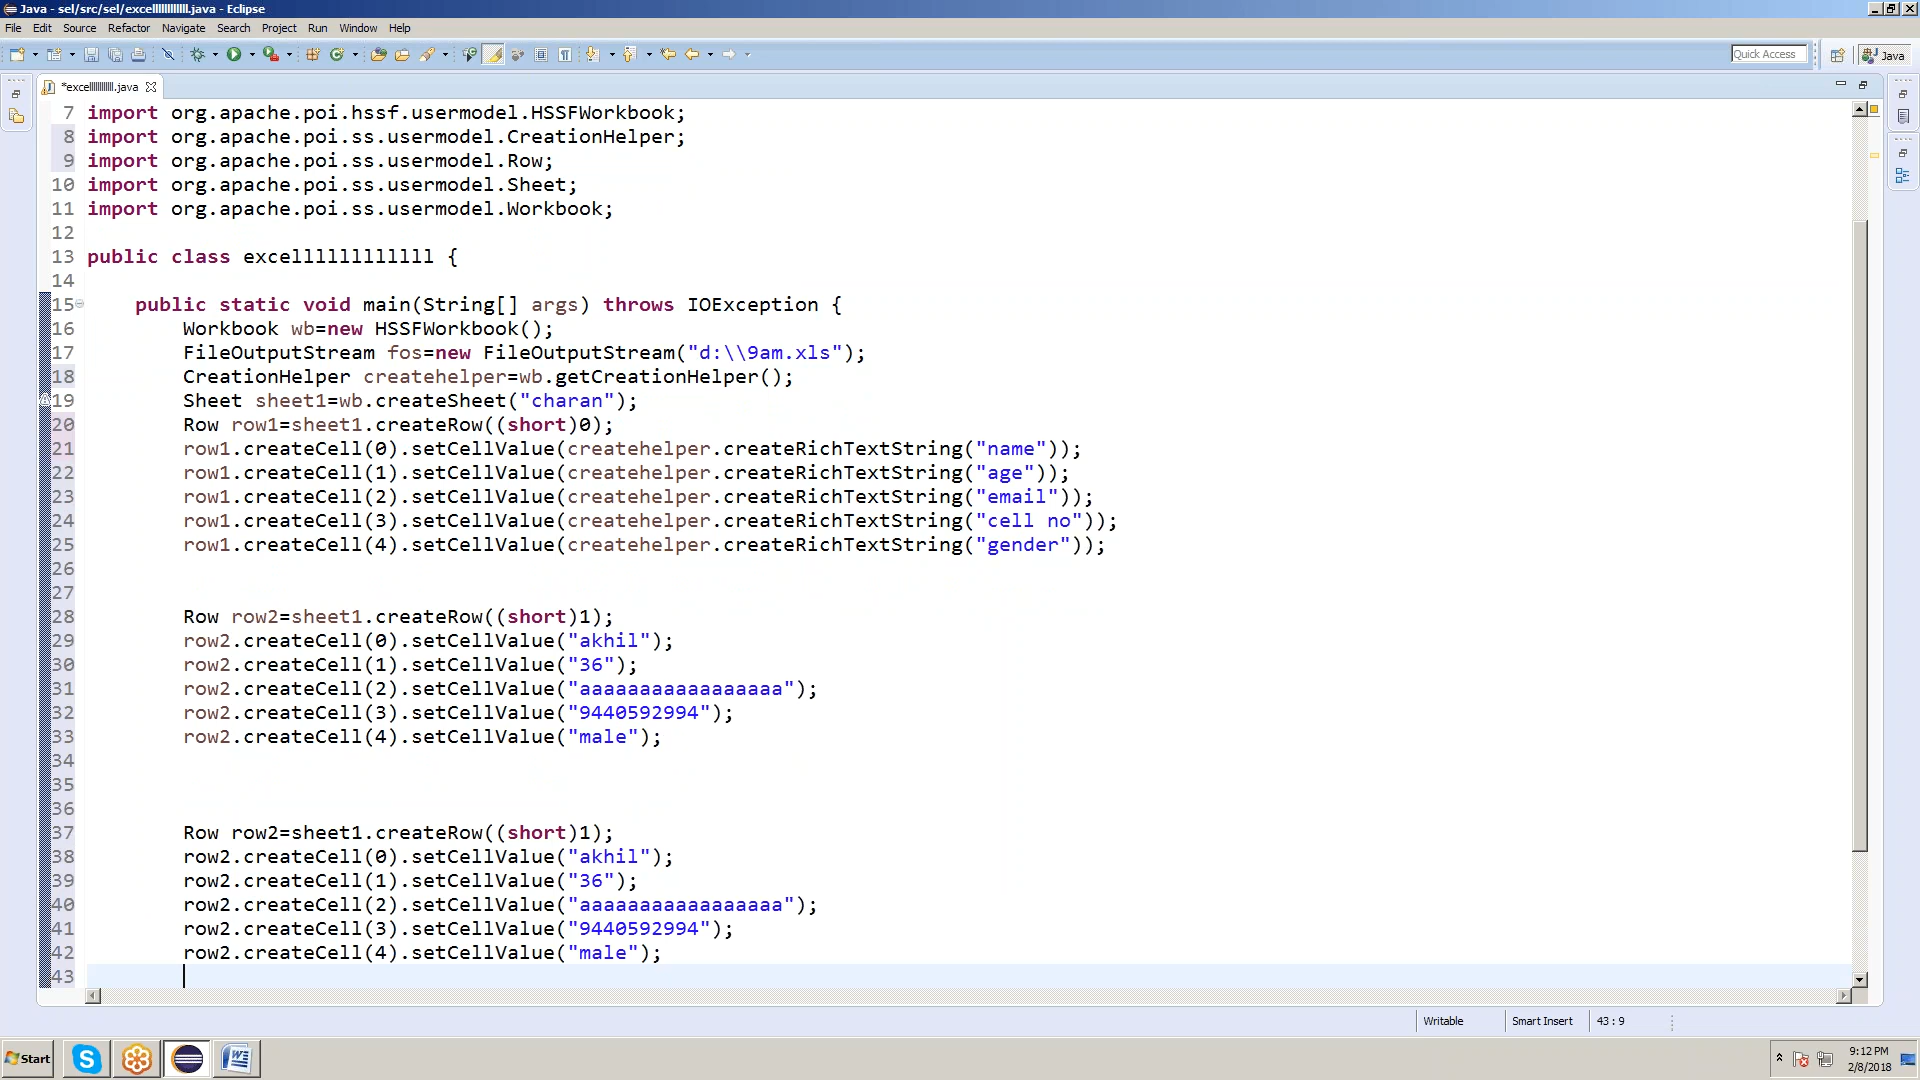 Java - sel/src/sel/excelllllllllllll.java - Eclipse
File Edit Source Refactor Navigate Search Project Run Window Help
Quick Access
Java
7 import org.apache.poi.hssf.usermodel.HSSFWorkbook;
8 import org.apache.poi.ss.usermodel.CreationHelper;
9 import org.apache.poi.ss.usermodel.Row;
10 import org.apache.poi.ss.usermodel.Sheet;
11 import org.apache.poi.ss.usermodel.Workbook;
12
13 public class excelllllllllllll {
14
15 public static void main(String[] args) throws IOException {
16 Workbook wb=new HSSFWorkbook();
17 FileOutputStream fos=new FileOutputStream("d:\\9am.xls");
18 CreationHelper createhelper=wb.getCreationHelper();
19 Sheet sheet1=wb.createSheet("charan");
20 Row row1=sheet1.createRow((short)0);
21 row1.createCell(0).setCellValue(createhelper.createRichTextString("name"));
22 row1.createCell(1).setCellValue(createhelper.createRichTextString("age"));
23 row1.createCell(2).setCellValue(createhelper.createRichTextString("email"));
24 row1.createCell(3).setCellValue(createhelper.createRichTextString("cell no"));
25 row1.createCell(4).setCellValue(createhelper.createRichTextString("gender"));
26
27
28 Row row2=sheet1.createRow((short)1);
29 row2.createCell(0).setCellValue("akhil");
30 row2.createCell(1).setCellValue("36");
31 row2.createCell(2).setCellValue("aaaaaaaaaaaaaaaaa");
32 row2.createCell(3).setCellValue("9440592994");
33 row2.createCell(4).setCellValue("male");
34
35
36
37 Row row2=sheet1.createRow((short)1);
38 row2.createCell(0).setCellValue("akhil");
39 row2.createCell(1).setCellValue("36");
40 row2.createCell(2).setCellValue("aaaaaaaaaaaaaaaaa");
41 row2.createCell(3).setCellValue("9440592994");
42 row2.createCell(4).setCellValue("male");
43
Writable Smart Insert 43 : 9
Start
9:12 PM
2/8/2018